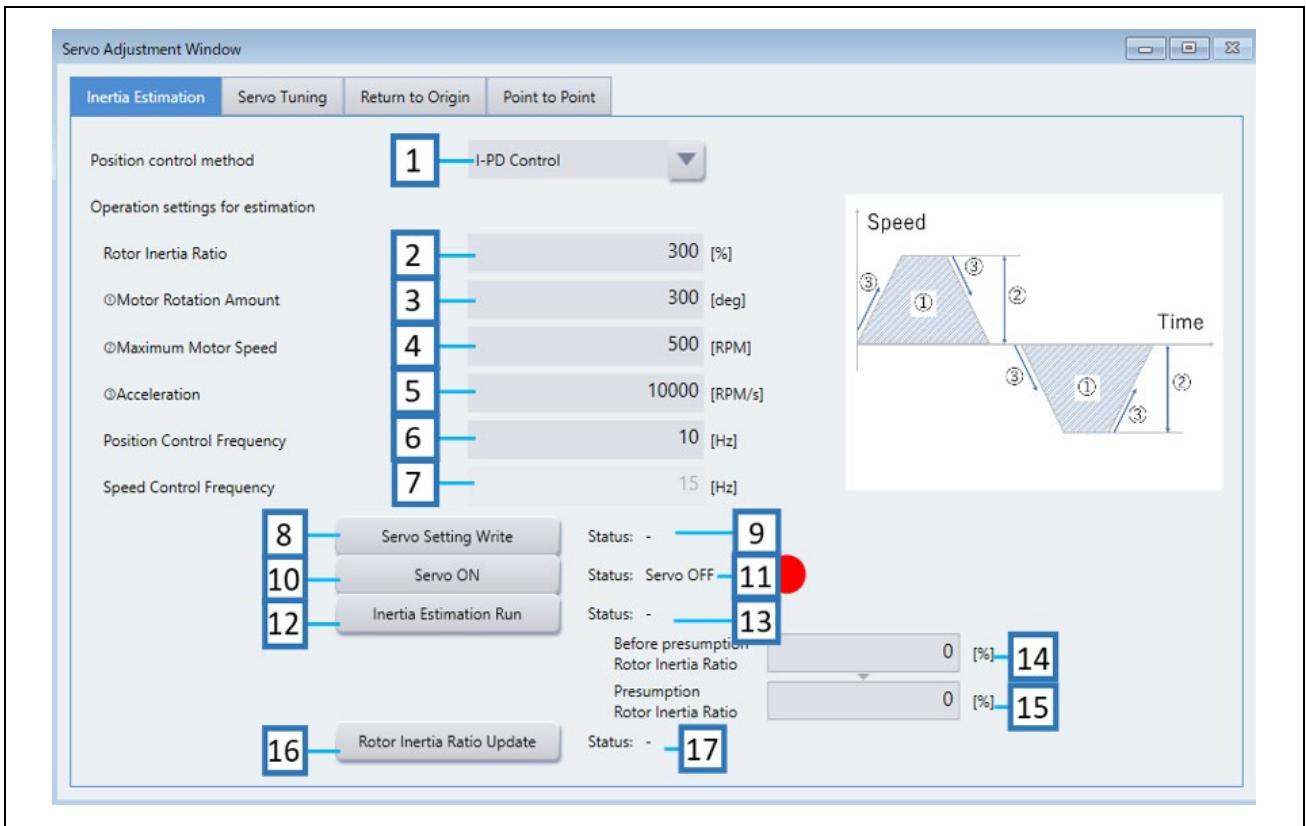 Servo Adjustment Window
Inertia Estimation Servo Tuning Return to Origin Point to Point
Position control method 1 I-PD Control
Operation settings for estimation
Rotor Inertia Ratio 2 300 [%]
①Motor Rotation Amount 3 300 [deg]
②Maximum Motor Speed 4 500 [RPM]
③Acceleration 5 10000 [RPM/s]
Position Control Frequency 6 10 [Hz]
Speed Control Frequency 7 15 [Hz]
Speed
③ ① ③ ②
Time
③ ① ③ ②
8 Servo Setting Write Status: - 9
10 Servo ON Status: Servo OFF 11
12 Inertia Estimation Run Status: - 13
Before presumption
Rotor Inertia Ratio 0 [%] 14
Presumption
Rotor Inertia Ratio 0 [%] 15
16 Rotor Inertia Ratio Update Status: - 17